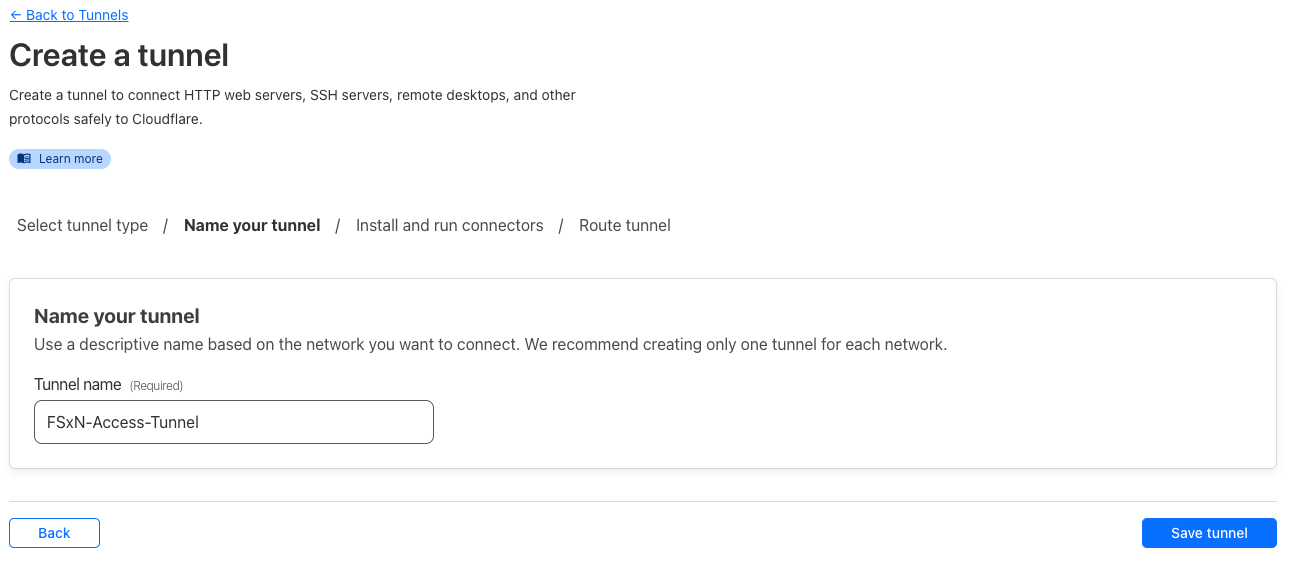 ← Back to Tunnels
Create a tunnel
Create a tunnel to connect HTTP web servers, SSH servers, remote desktops, and other
protocols safely to Cloudflare.
Learn more
Select tunnel type / Name your tunnel / Install and run connectors / Route tunnel
Name your tunnel
Use a descriptive name based on the network you want to connect. We recommend creating only one tunnel for each network.
Tunnel name (Required)
FSxN-Access-Tunnel
Back Save tunnel